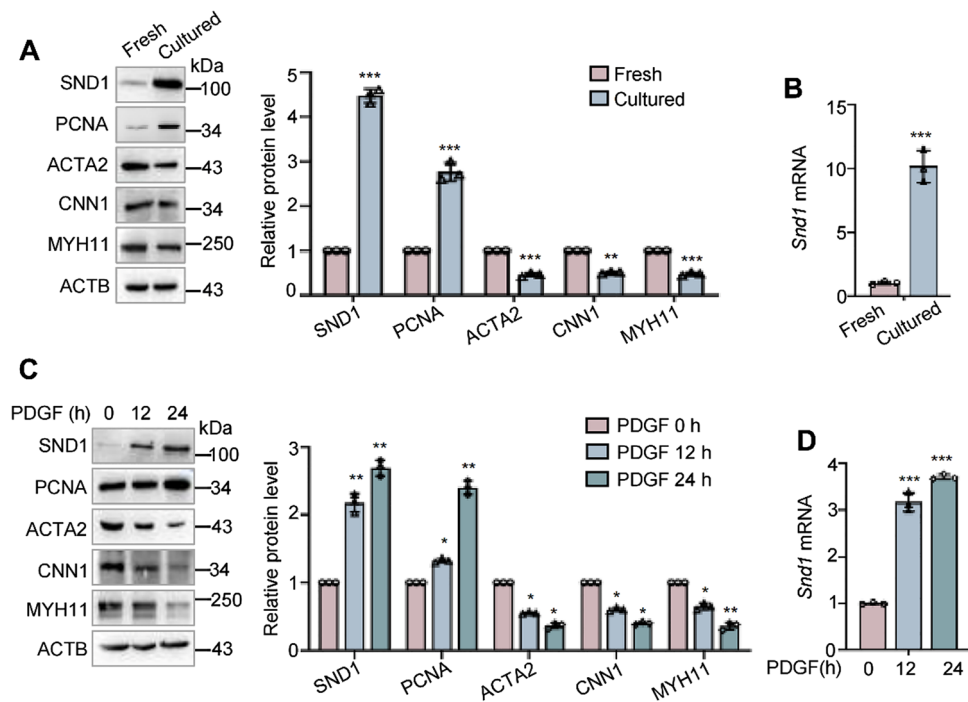 A
Fresh
Cultured
kDa
SND1
100
PCNA
34
ACTA2
43
CNN1
34
MYH11
250
ACTB
43
Relative protein level
5
4
3
2
1
0
***
***
***
**
***
Fresh
Cultured
SND1
PCNA
ACTA2
CNN1
MYH11
B
Snd1 mRNA
15
10
5
0
***
Fresh
Cultured
C
PDGF (h) 0 12 24
kDa
SND1
100
PCNA
34
ACTA2
43
CNN1
34
MYH11
250
ACTB
43
Relative protein level
3
2
1
0
** **
* **
* *
* *
* **
PDGF 0 h
PDGF 12 h
PDGF 24 h
SND1
PCNA
ACTA2
CNN1
MYH11
D
Snd1 mRNA
4
3
2
1
0
*** ***
PDGF(h) 0 12 24